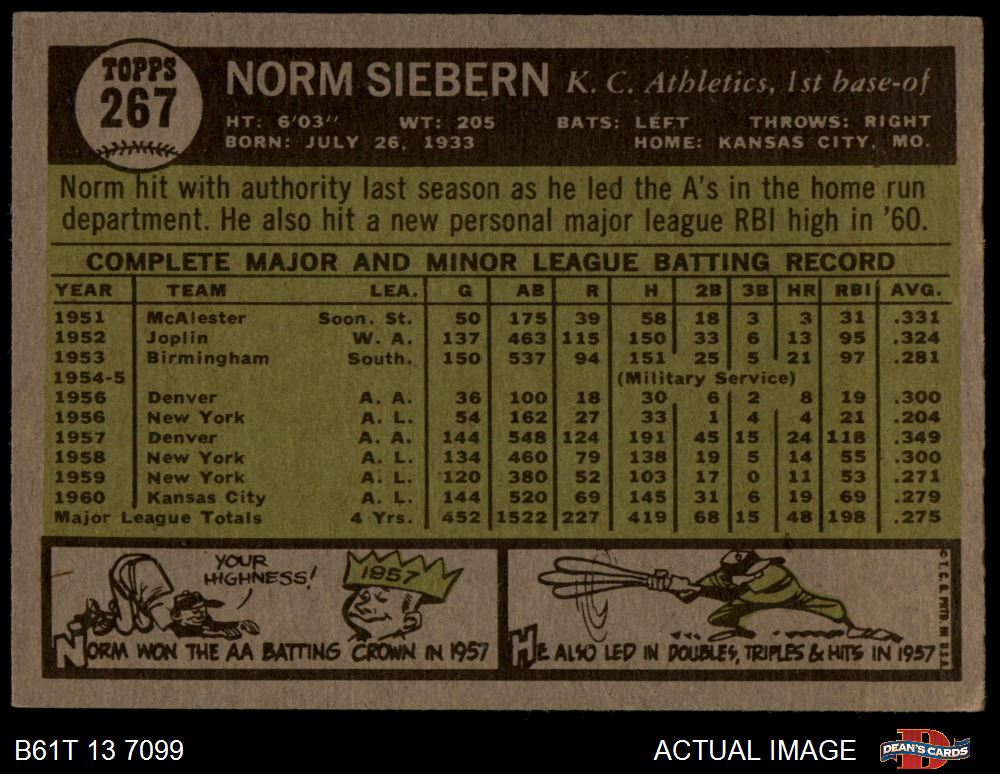 TOPPS
267
NORM SIEBERN K. C. Athletics, 1st base-of
HT: 6'03" WT: 205 BATS: LEFT THROWS: RIGHT
BORN: JULY 26, 1933 HOME: KANSAS CITY, MO.
Norm hit with authority last season as he led the A's in the home run
department. He also hit a new personal major league RBI high in '60.
COMPLETE MAJOR AND MINOR LEAGUE BATTING RECORD
YEAR TEAM LEA. G AB R H 2B 3B HR RBI AVG.
1951 McAlester Soon. St. 50 175 39 58 18 3 3 31 .331
1952 Joplin W. A. 137 463 115 150 33 6 13 95 .324
1953 Birmingham South. 150 537 94 151 25 5 21 97 .281
1954-5 (Military Service)
1956 Denver A. A. 36 100 18 30 6 2 8 19 .300
1956 New York A. L. 54 162 27 33 1 4 4 21 .204
1957 Denver A. A. 144 548 124 191 45 15 24 118 .349
1958 New York A. L. 134 460 79 138 19 5 14 55 .300
1959 New York A. L. 120 380 52 103 17 0 11 53 .271
1960 Kansas City A. L. 144 520 69 145 31 6 19 69 .279
Major League Totals 4 Yrs. 452 1522 227 419 68 15 48 198 .275
YOUR
HIGHNESS!
1957
NORM WON THE AA BATTING CROWN IN 1957
HE ALSO LED IN DOUBLES, TRIPLES & HITS IN 1957
© T. C. G. PRTD. IN U.S.A.
B61T 13 7099 ACTUAL IMAGE
DEAN'S CARDS